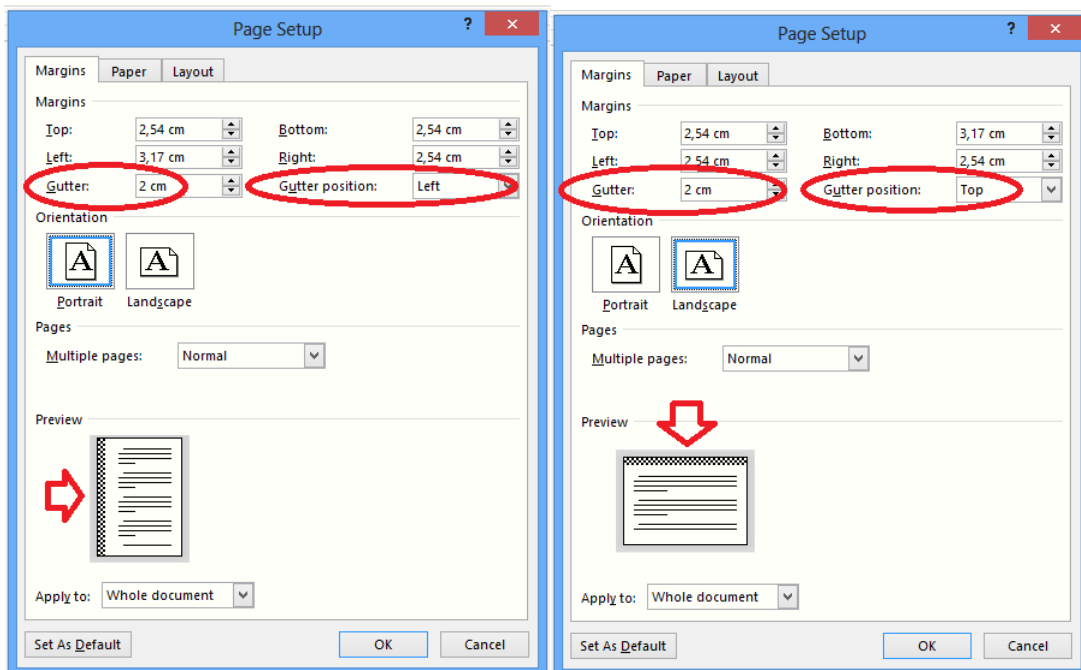 Page Setup ?
Margins Paper Layout
Margins
Top: 2,54 cm Bottom: 2,54 cm
Left: 3,17 cm Right: 2,54 cm
Gutter: 2 cm Gutter position: Left
Orientation
A A
Portrait Landscape
Pages
Multiple pages: Normal
Preview
Apply to: Whole document
Set As Default OK Cancel
Page Setup ?
Margins Paper Layout
Margins
Top: 2,54 cm Bottom: 3,17 cm
Left: 2,54 cm Right: 2,54 cm
Gutter: 2 cm Gutter position: Top
Orientation
A A
Portrait Landscape
Pages
Multiple pages: Normal
Preview
Apply to: Whole document
Set As Default OK Cancel